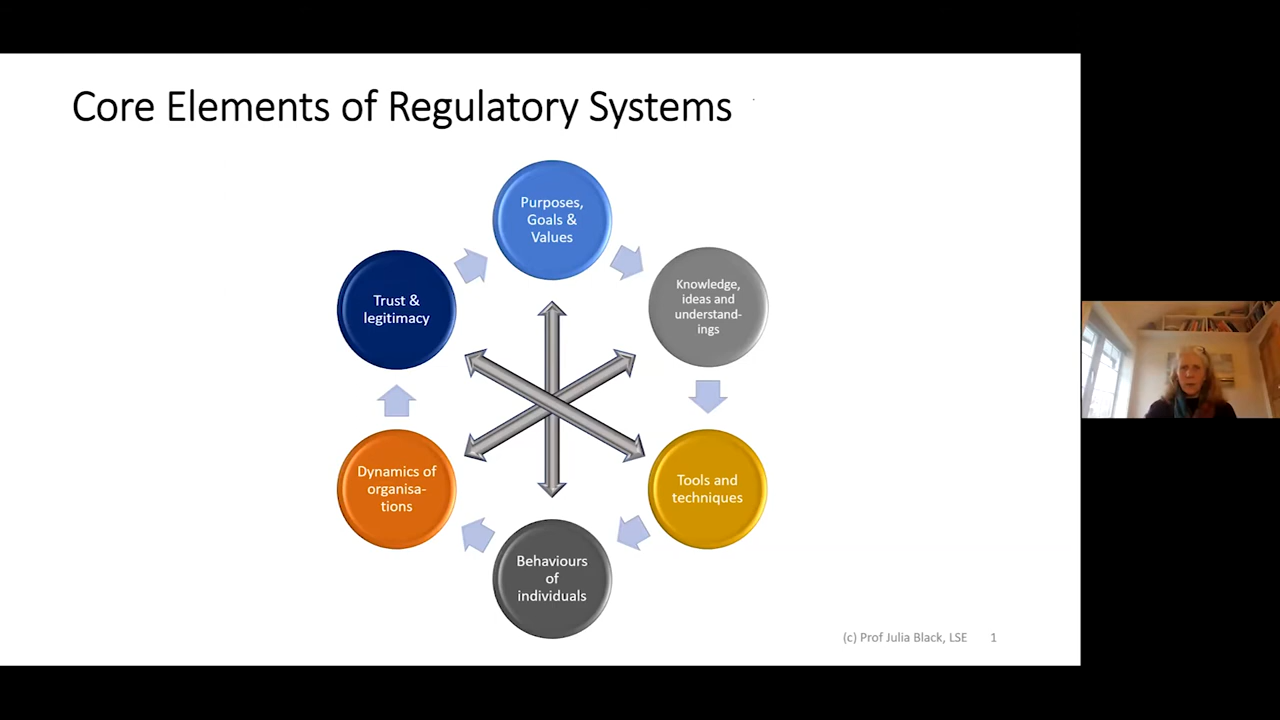 Core Elements of Regulatory Systems
Purposes,
Goals &
Values
Knowledge,
ideas and
understand-
ings
Tools and
techniques
Behaviours
of
individuals
Dynamics of
organisa-
tions
Trust &
legitimacy
(c) Prof Julia Black, LSE 1